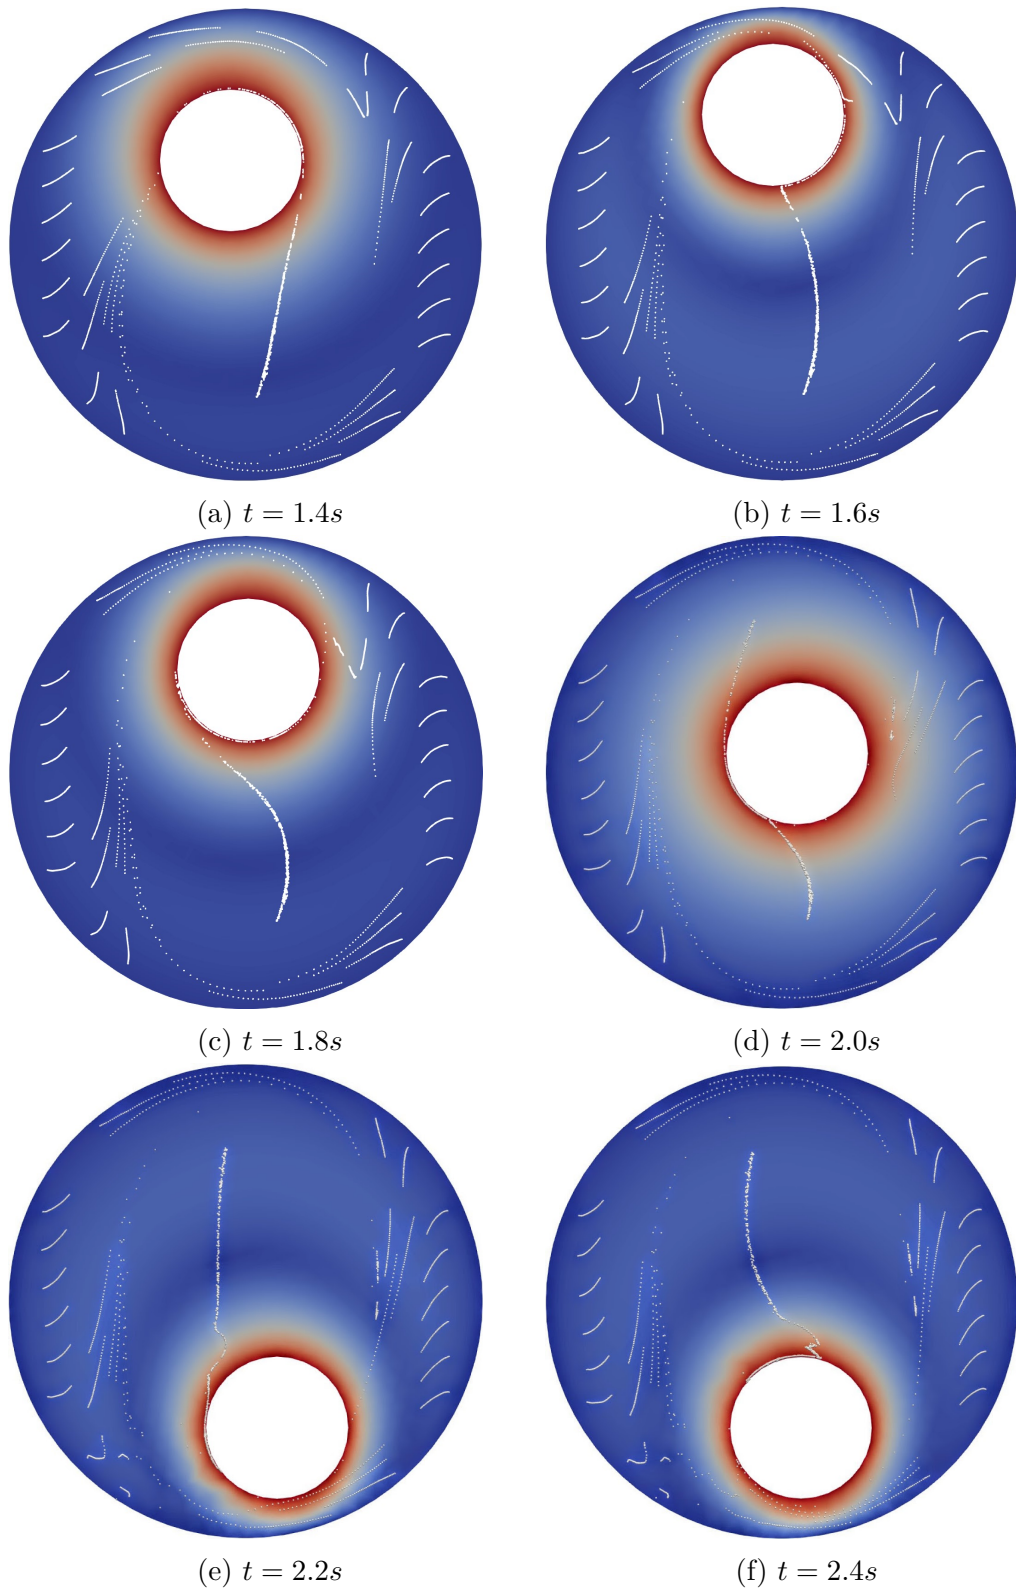 (a) t = 1.4s
(b) t = 1.6s
(c) t = 1.8s
(d) t = 2.0s
(e) t = 2.2s
(f) t = 2.4s